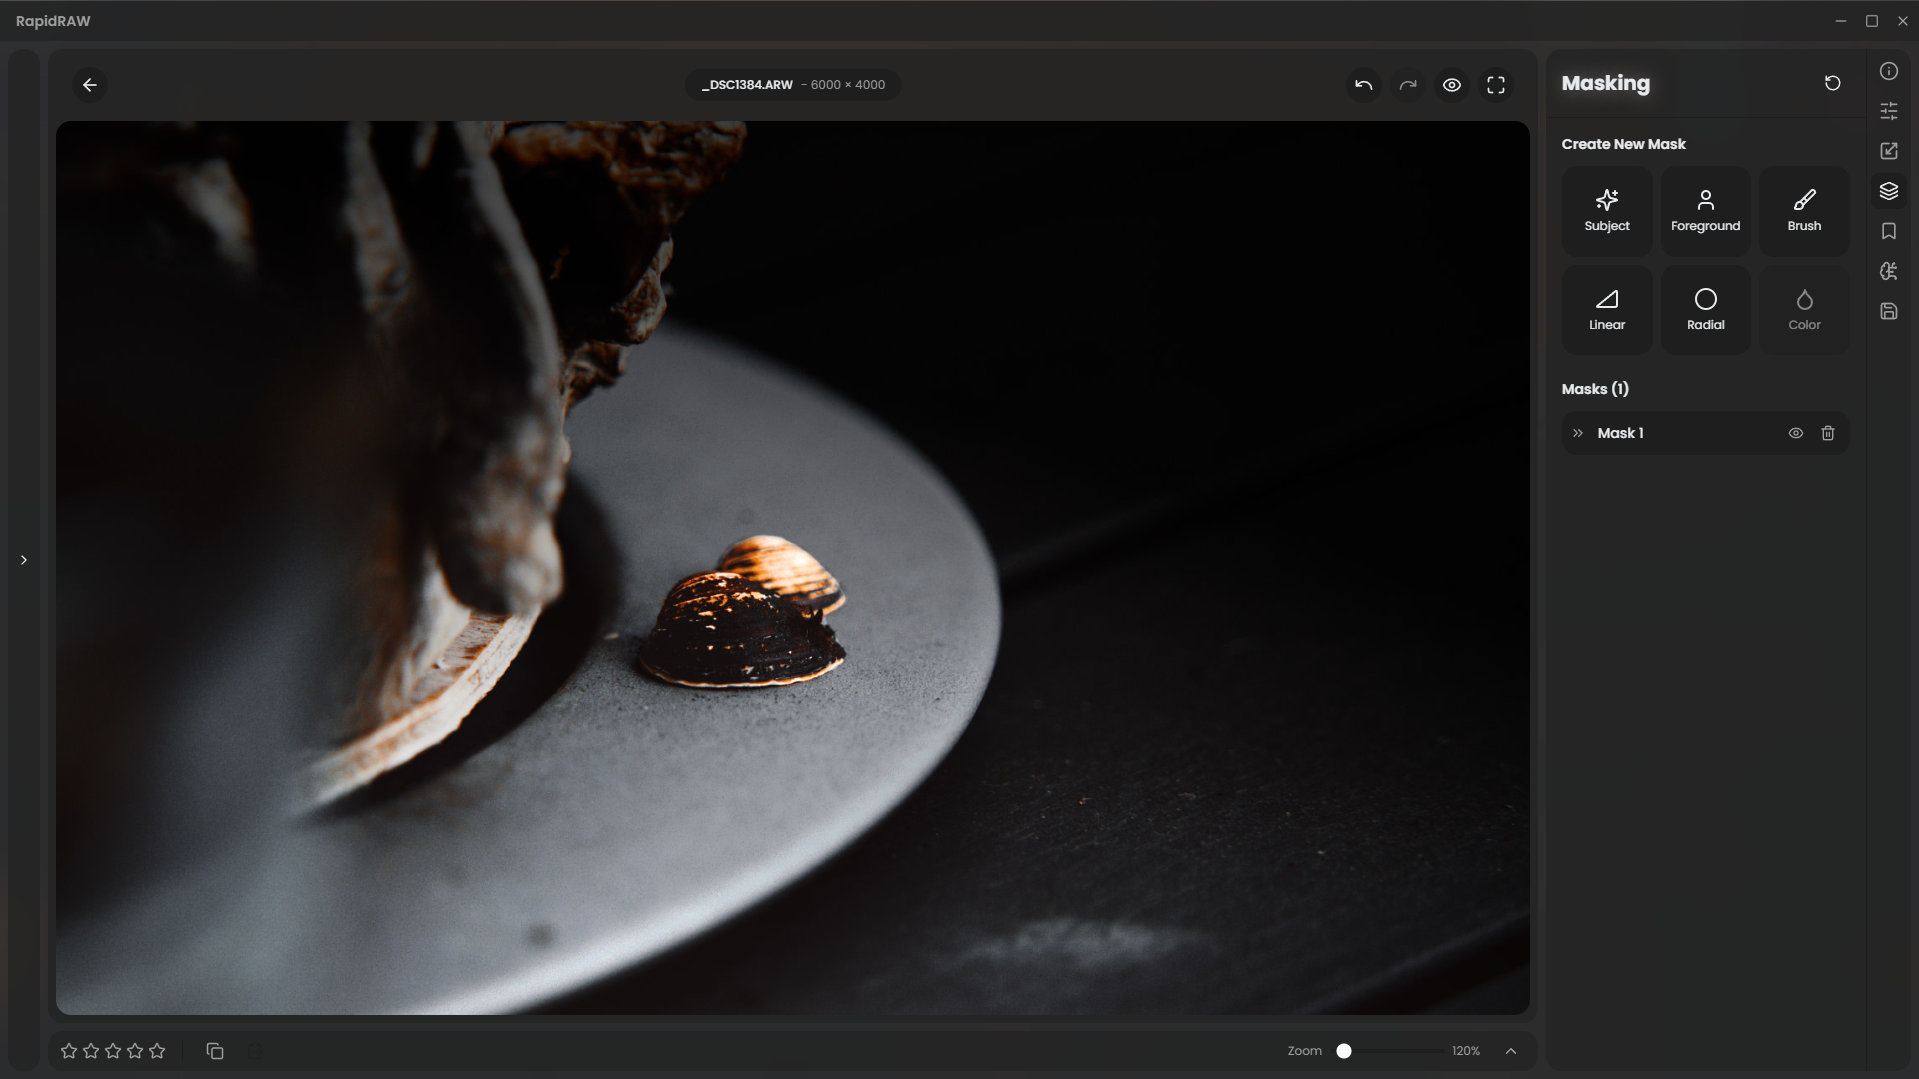 RapidRAW
_DSC1384.ARW - 6000 × 4000
Masking
Create New Mask
Subject
Foreground
Brush
Linear
Radial
Color
Masks (1)
Mask 1
Zoom
120%